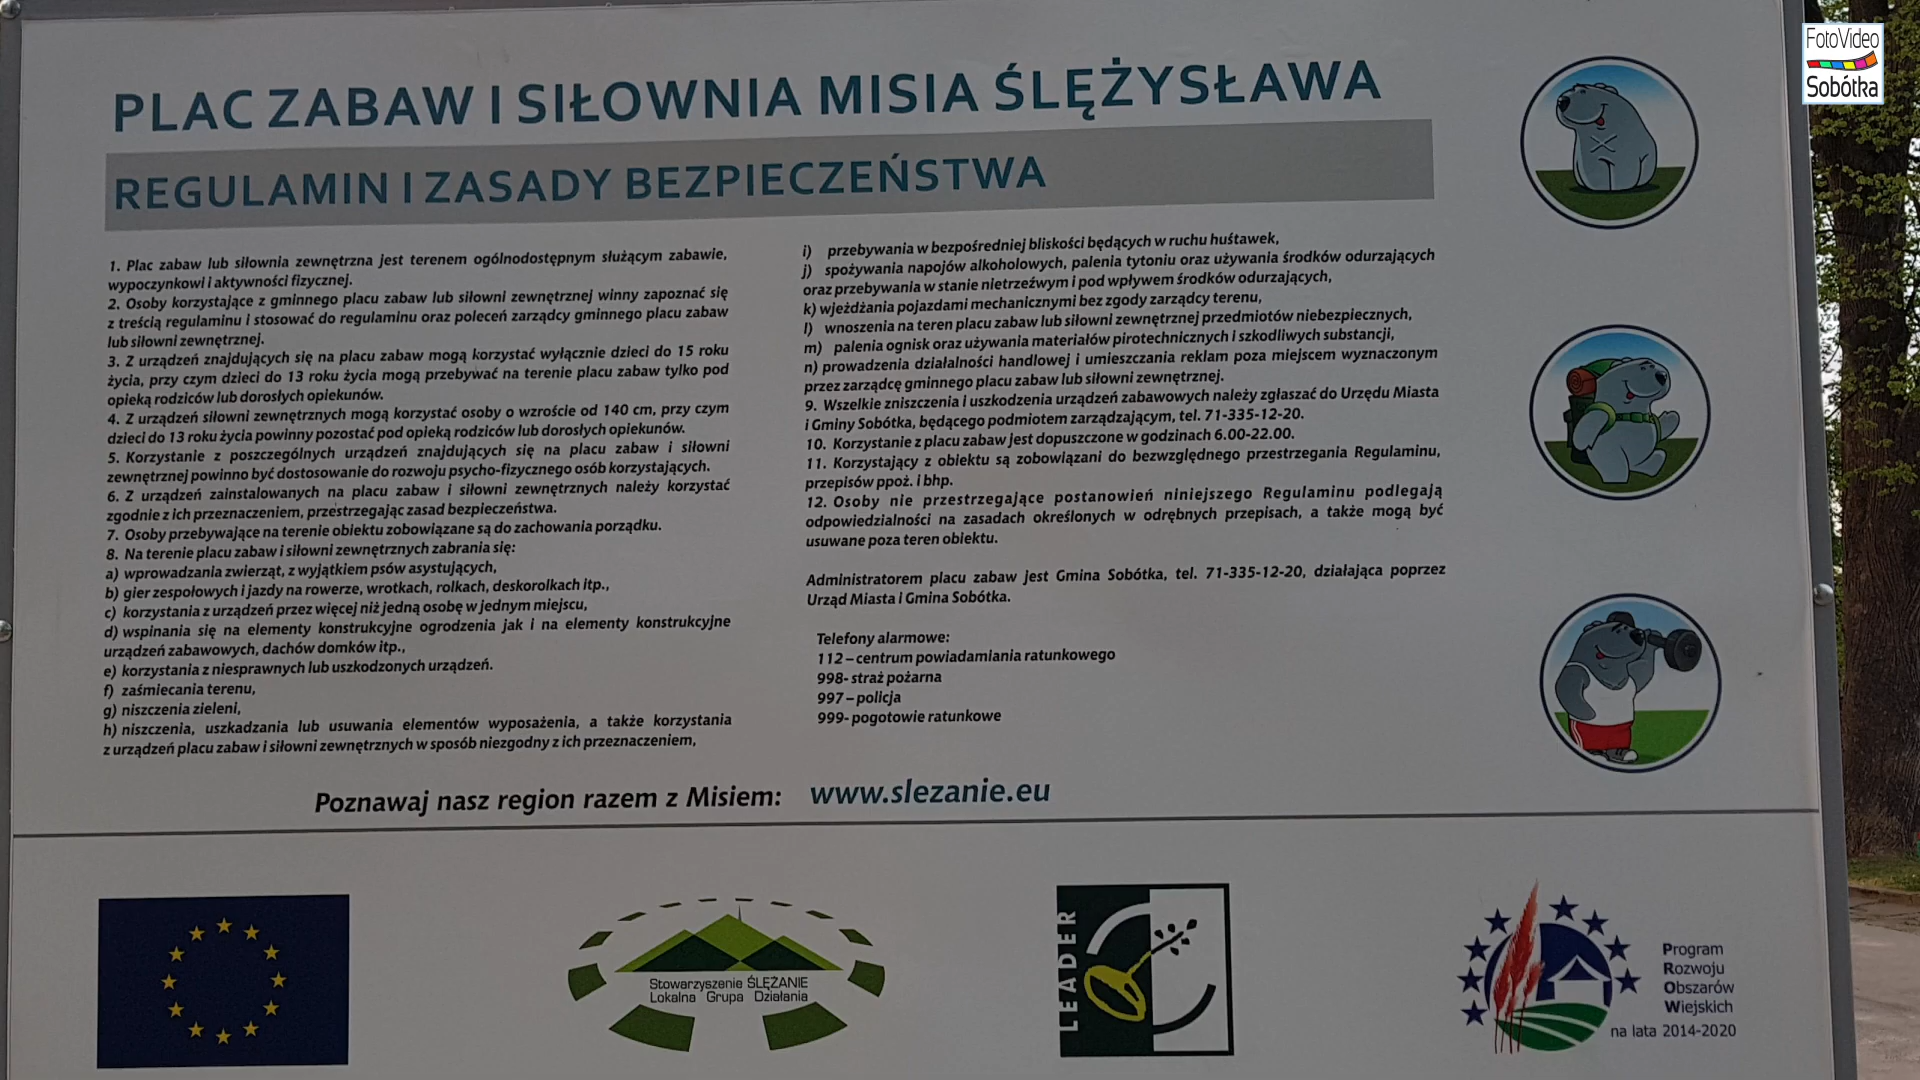 FotoVideo
Sobótka
PLAC ZABAW I SIŁOWNIA MISIA ŚLĘŻYSŁAWA
REGULAMIN I ZASADY BEZPIECZEŃSTWA
1. Plac zabaw lub siłownia zewnętrzna jest terenem ogólnodostępnym służącym zabawie,
wypoczynkowi i aktywności fizycznej.
2. Osoby korzystające z gminnego placu zabaw lub siłowni zewnętrznej winny zapoznać się
z treścią regulaminu i stosować do regulaminu oraz poleceń zarządcy gminnego placu zabaw
lub siłowni zewnętrznej.
3. Z urządzeń znajdujących się na placu zabaw mogą korzystać wyłącznie dzieci do 15 roku
życia, przy czym dzieci do 13 roku życia mogą przebywać na terenie placu zabaw tylko pod
opieką rodziców lub dorosłych opiekunów.
4. Z urządzeń siłowni zewnętrznych mogą korzystać osoby o wzroście od 140 cm, przy czym
dzieci do 13 roku życia powinny pozostać pod opieką rodziców lub dorosłych opiekunów.
5. Korzystanie z poszczególnych urządzeń znajdujących się na placu zabaw i siłowni
zewnętrznej powinno być dostosowanie do rozwoju psycho-fizycznego osób korzystających.
6. Z urządzeń zainstalowanych na placu zabaw i siłowni zewnętrznych należy korzystać
zgodnie z ich przeznaczeniem, przestrzegając zasad bezpieczeństwa.
7. Osoby przebywające na terenie obiektu zobowiązane są do zachowania porządku.
8. Na terenie placu zabaw i siłowni zewnętrznych zabrania się:
a) wprowadzania zwierząt, z wyjątkiem psów asystujących,
b) gier zespołowych i jazdy na rowerze, wrotkach, rolkach, deskorolkach itp.,
c) korzystania z urządzeń przez więcej niż jedną osobę w jednym miejscu,
d) wspinania się na elementy konstrukcyjne ogrodzenia jak i na elementy konstrukcyjne
urządzeń zabawowych, dachów domków itp.,
e) korzystania z niesprawnych lub uszkodzonych urządzeń.
f) zaśmiecania terenu,
g) niszczenia zieleni,
h) niszczenia, uszkadzania lub usuwania elementów wyposażenia, a także korzystania
z urządzeń placu zabaw i siłowni zewnętrznych w sposób niezgodny z ich przeznaczeniem,
i) przebywania w bezpośredniej bliskości będących w ruchu huśtawek,
j) spożywania napojów alkoholowych, palenia tytoniu oraz używania środków odurzających
oraz przebywania w stanie nietrzeźwym i pod wpływem środków odurzających,
k) wjeżdżania pojazdami mechanicznymi bez zgody zarządcy terenu,
l) wnoszenia na teren placu zabaw lub siłowni zewnętrznej przedmiotów niebezpiecznych,
m) palenia ognisk oraz używania materiałów pirotechnicznych i szkodliwych substancji,
n) prowadzenia działalności handlowej i umieszczania reklam poza miejscem wyznaczonym
przez zarządcę gminnego placu zabaw lub siłowni zewnętrznej.
9. Wszelkie zniszczenia i uszkodzenia urządzeń zabawowych należy zgłaszać do Urzędu Miasta
i Gminy Sobótka, będącego podmiotem zarządzającym, tel. 71-335-12-20.
10. Korzystanie z placu zabaw jest dopuszczone w godzinach 6.00-22.00.
11. Korzystający z obiektu są zobowiązani do bezwzględnego przestrzegania Regulaminu,
przepisów ppoż. i bhp.
12. Osoby nie przestrzegające postanowień niniejszego Regulaminu podlegają
odpowiedzialności na zasadach określonych w odrębnych przepisach, a także mogą być
usuwane poza teren obiektu.
Administratorem placu zabaw jest Gmina Sobótka, tel. 71-335-12-20, działająca poprzez
Urząd Miasta i Gmina Sobótka.
Telefony alarmowe:
112 – centrum powiadamiania ratunkowego
998- straż pożarna
997 – policja
999- pogotowie ratunkowe
Poznawaj nasz region razem z Misiem: www.slezanie.eu
Stowarzyszenie ŚLĘŻANIE
Lokalna Grupa Działania
LEADER
Program
Rozwoju
Obszarów
Wiejskich
na lata 2014-2020